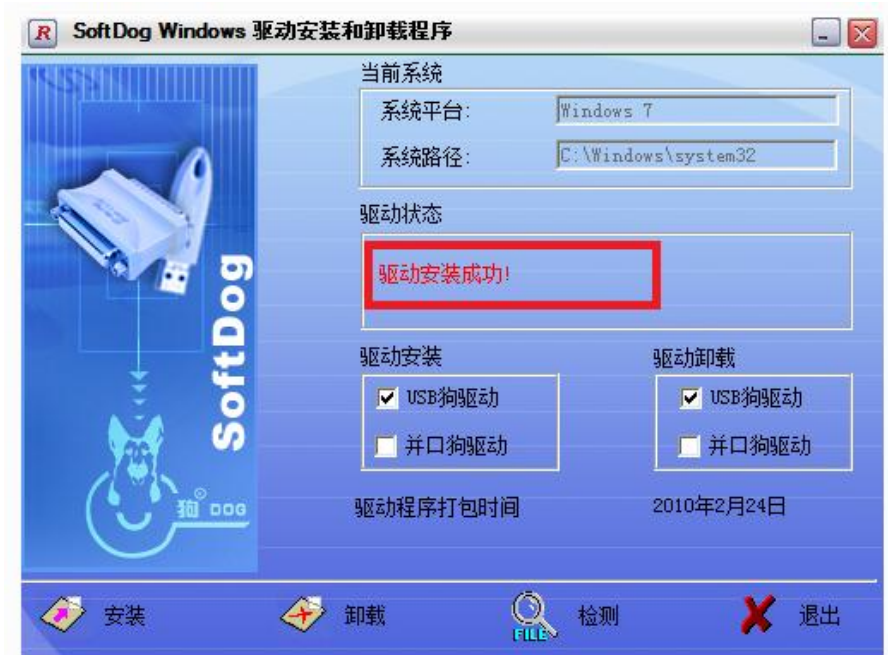 R SoftDog Windows 驱动安装和卸载程序
当前系统
系统平台: Windows 7
系统路径: C:\Windows\system32
驱动状态
驱动安装成功!
驱动安装 驱动卸载
USB狗驱动 USB狗驱动
并口狗驱动 并口狗驱动
驱动程序打包时间 2010年2月24日
SoftDog
狗 DOG
安装 卸载 FILE 检测 退出